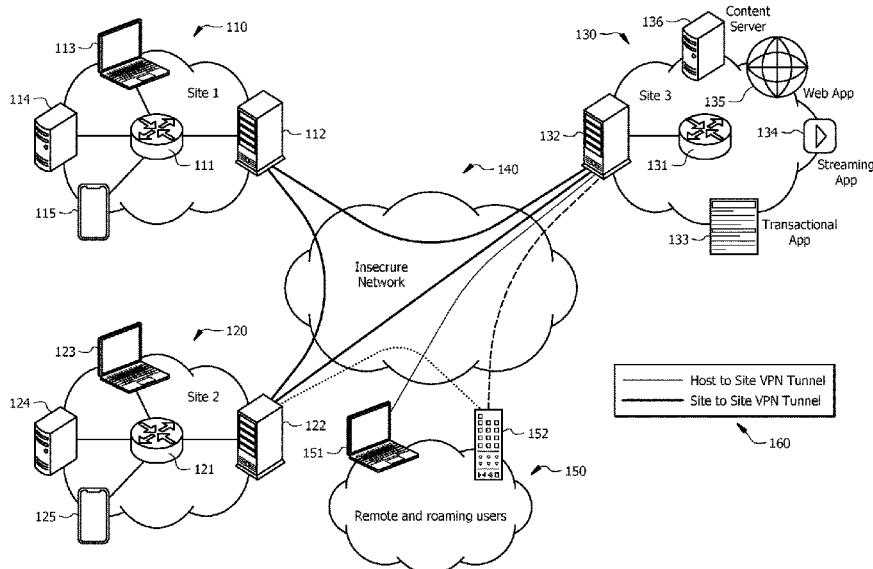 136
Content
Server
113
110
130
114
Site 1
Site 3
135
Web App
112
132
134
111
131
Streaming
App
140
115
133
Transactional
App
Insecure
Network
120
123
Site 2
124
Host to Site VPN Tunnel
Site to Site VPN Tunnel
122
151
152
160
121
150
125
Remote and roaming users